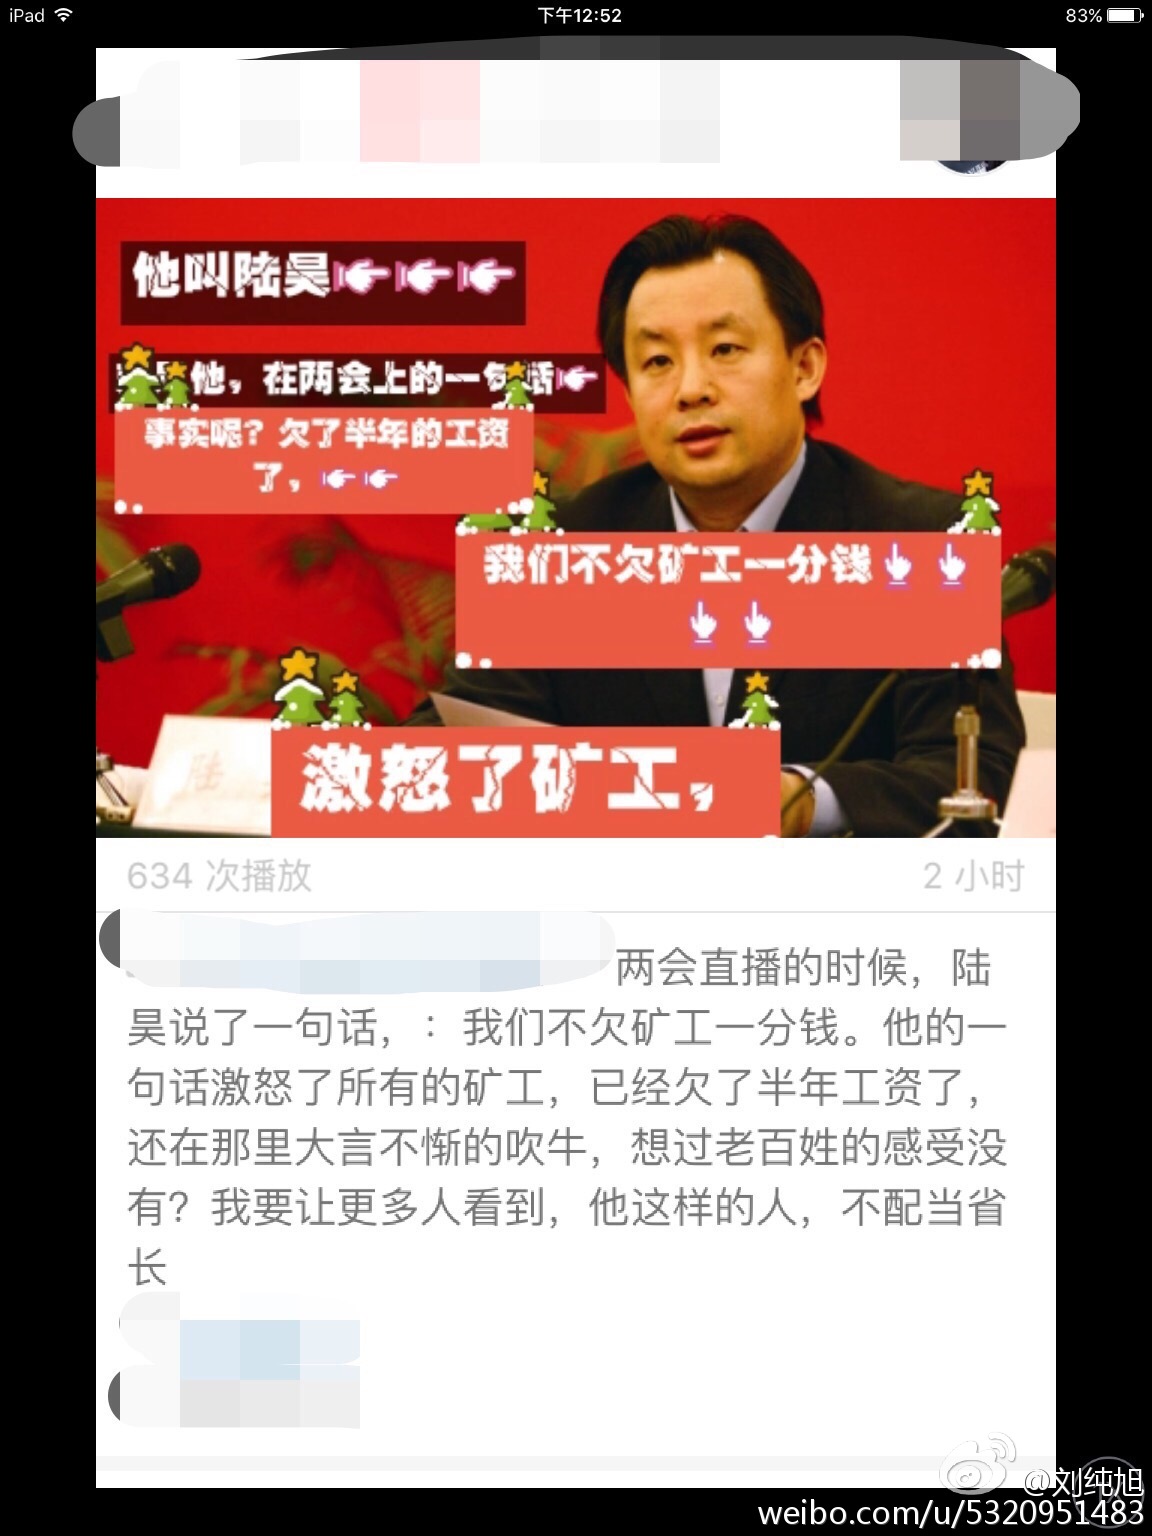 iPad 下午12:52 83%
他叫陆昊
他，在两会上的一句话
事实呢？欠了半年的工资
了，
我们不欠矿工一分钱
激怒了矿工，
陆
634 次播放 2 小时
两会直播的时候，陆
昊说了一句话，：我们不欠矿工一分钱。他的一
句话激怒了所有的矿工，已经欠了半年工资了，
还在那里大言不惭的吹牛，想过老百姓的感受没
有？我要让更多人看到，他这样的人，不配当省
长
@刘纯旭
weibo.com/u/5320951483